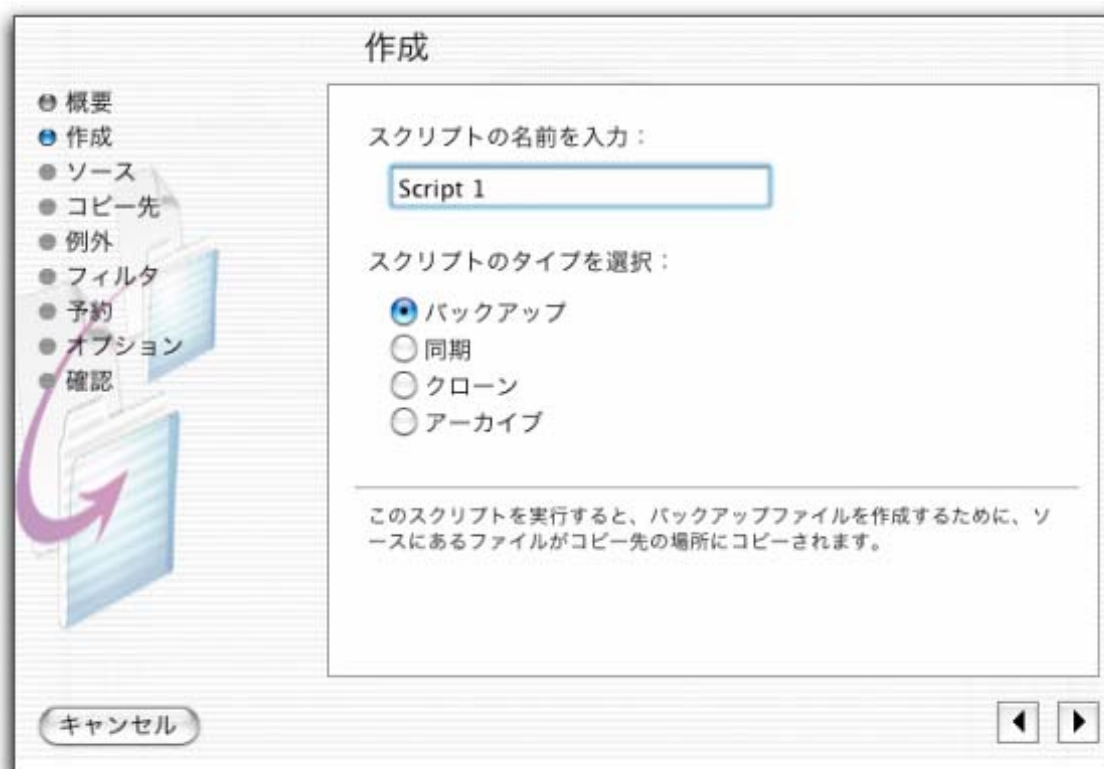 作成
概要
作成
ソース
コピー先
例外
フィルタ
予約
オプション
確認
スクリプトの名前を入力：
Script 1
スクリプトのタイプを選択：
バックアップ
同期
クローン
アーカイブ
このスクリプトを実行すると、バックアップファイルを作成するために、ソ
ースにあるファイルがコピー先の場所にコピーされます。
キャンセル